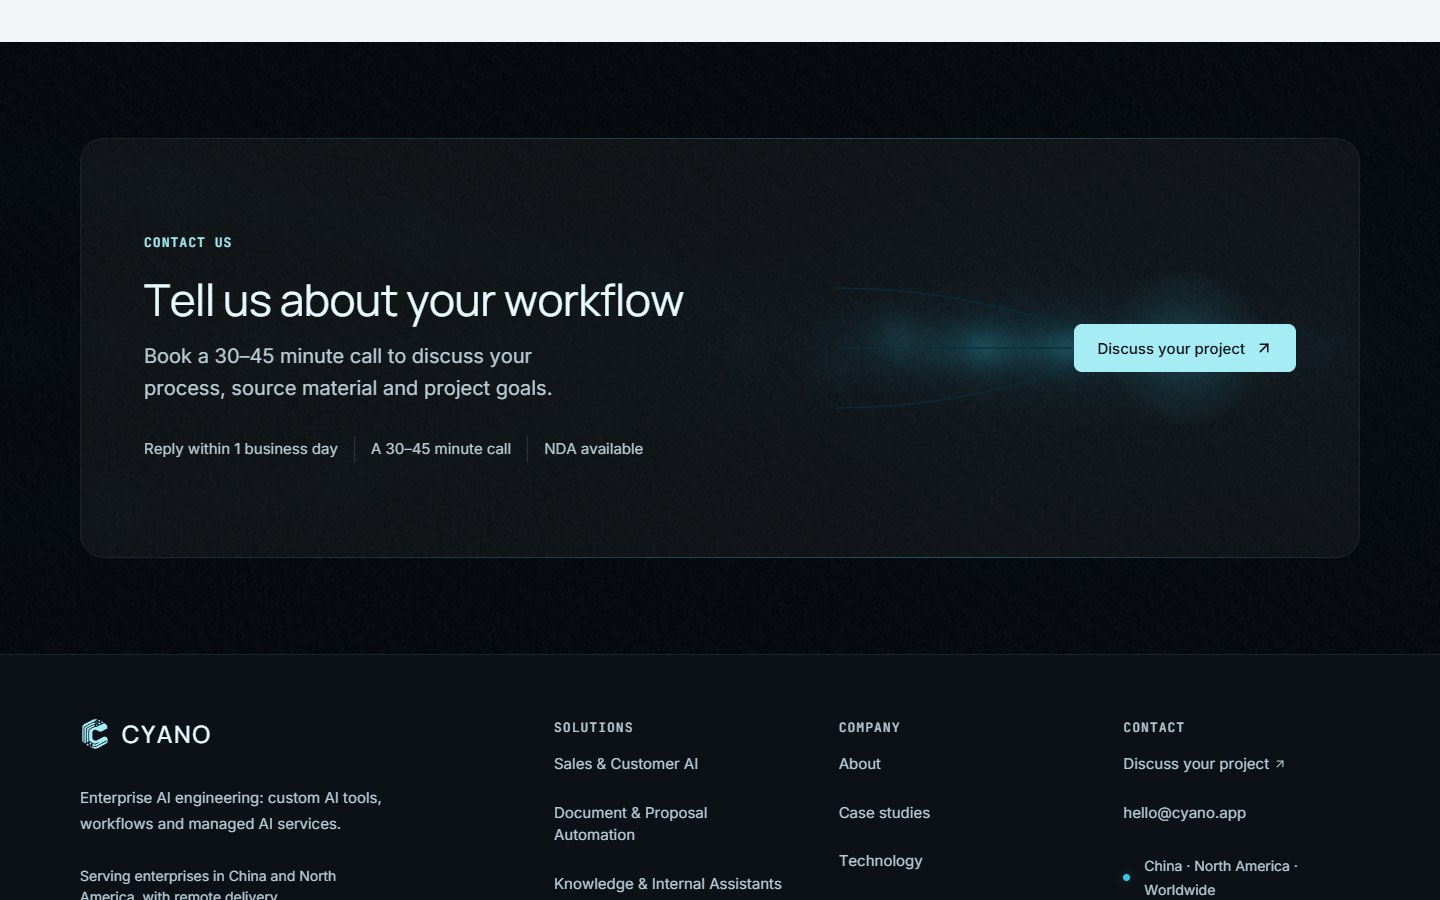 CONTACT US
Tell us about your workflow
Book a 30–45 minute call to discuss your
process, source material and project goals.
Reply within 1 business day
A 30–45 minute call
NDA available
Discuss your project
CYANO
Enterprise AI engineering: custom AI tools,
workflows and managed AI services.
Serving enterprises in China and North
America, with remote delivery
SOLUTIONS
Sales & Customer AI
Document & Proposal
Automation
Knowledge & Internal Assistants
COMPANY
About
Case studies
Technology
CONTACT
Discuss your project
hello@cyano.app
China · North America ·
Worldwide